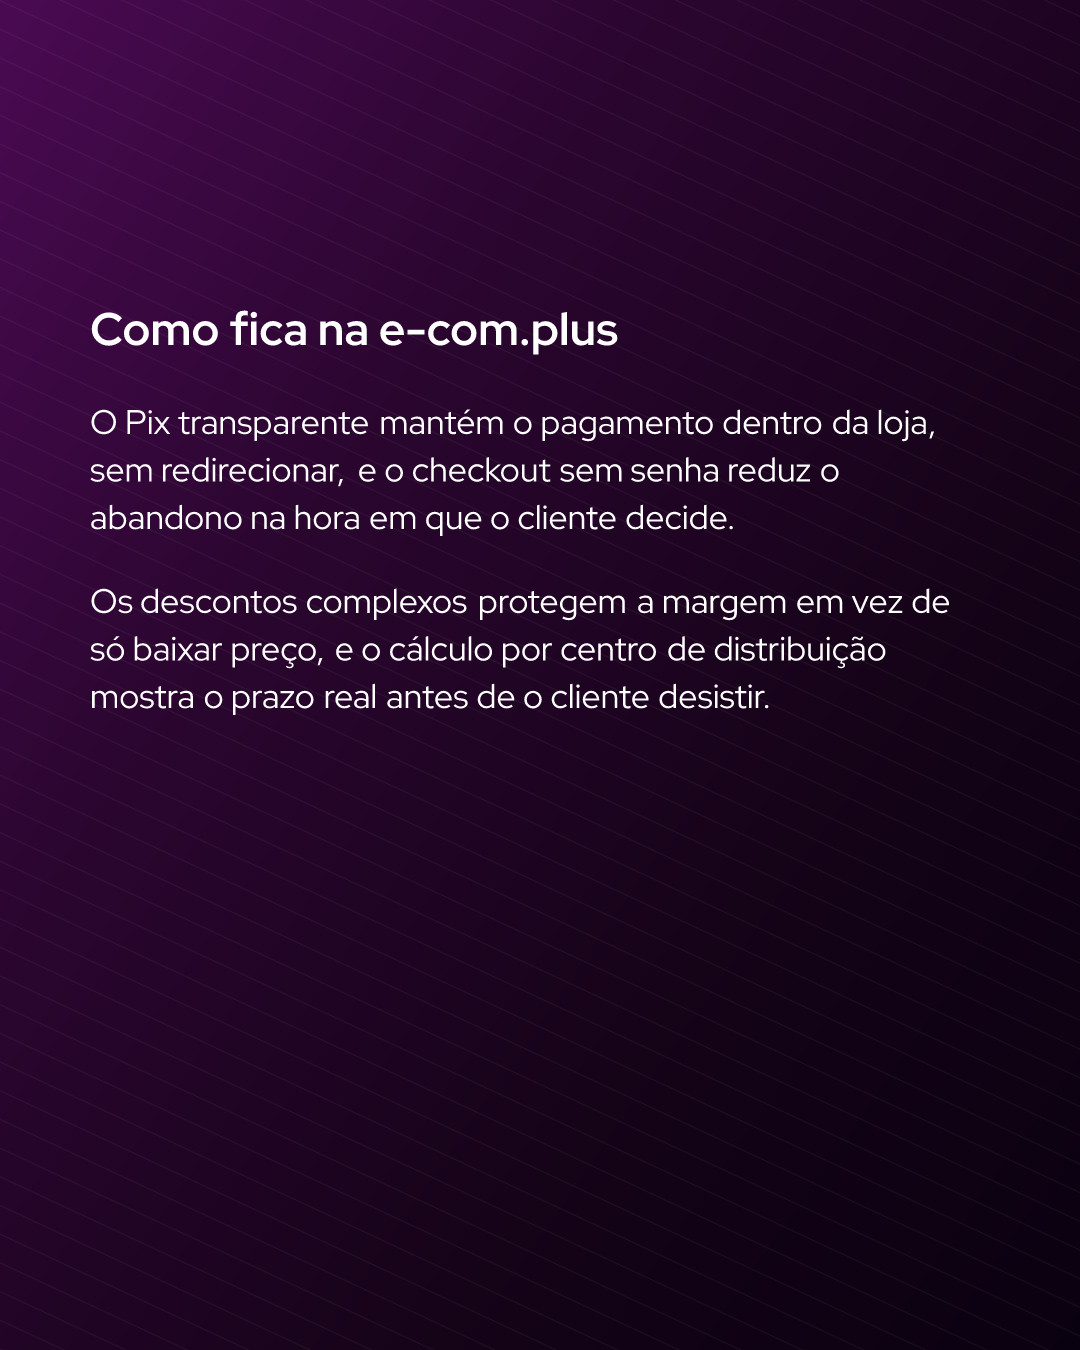 Como fica na e-com.plus
O Pix transparente mantém o pagamento dentro da loja,
sem redirecionar, e o checkout sem senha reduz o
abandono na hora em que o cliente decide.
Os descontos complexos protegem a margem em vez de
só baixar preço, e o cálculo por centro de distribuição
mostra o prazo real antes de o cliente desistir.